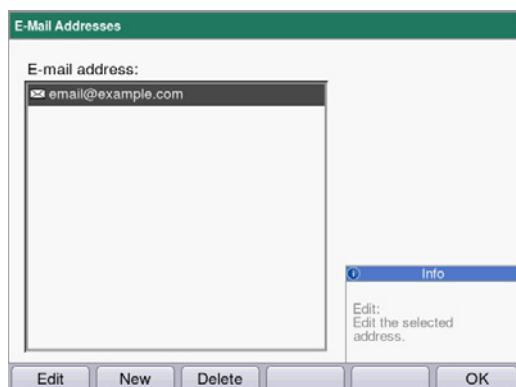 E-Mail Addresses
E-mail address:
email@example.com
Info
Edit:
Edit the selected
address.
Edit
New
Delete
OK